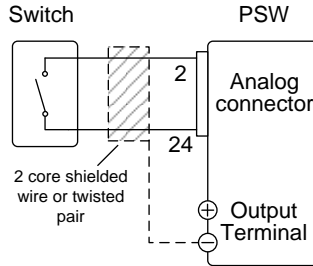 Switch
PSW
2
Analog
connector
24
2 core shielded
wire or twisted
pair
Output
Terminal